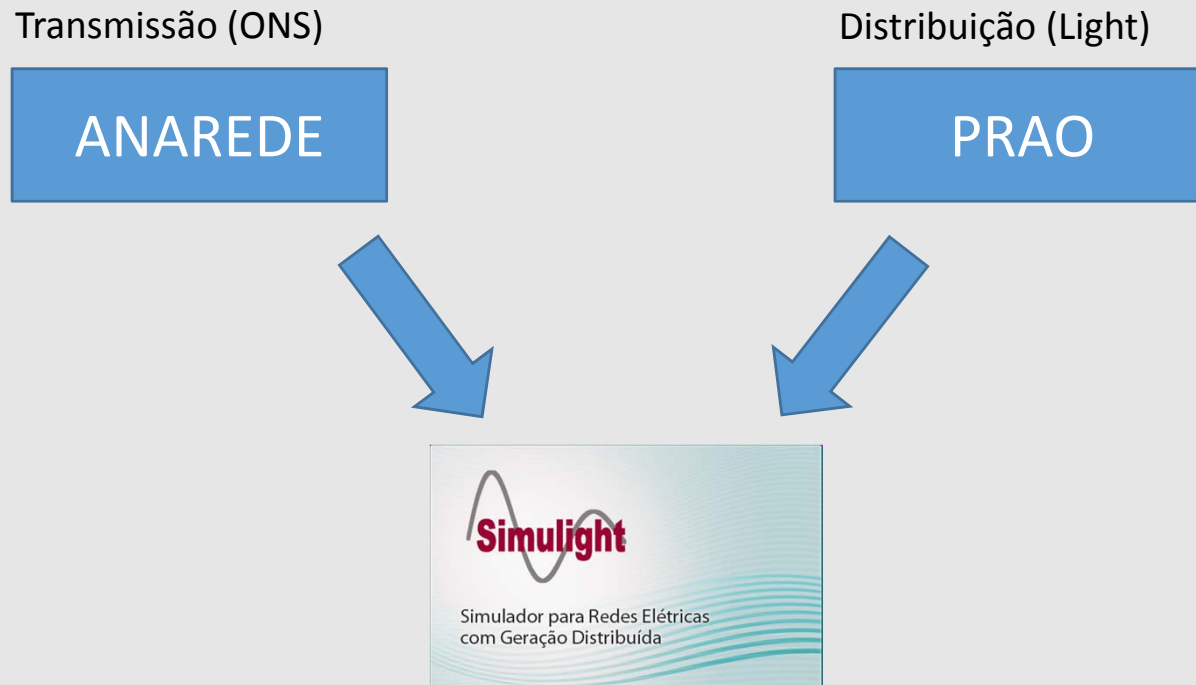 Transmissão (ONS)
Distribuição (Light)
ANAREDE
PRAO
Simulight
Simulador para Redes Elétricas
com Geração Distribuída